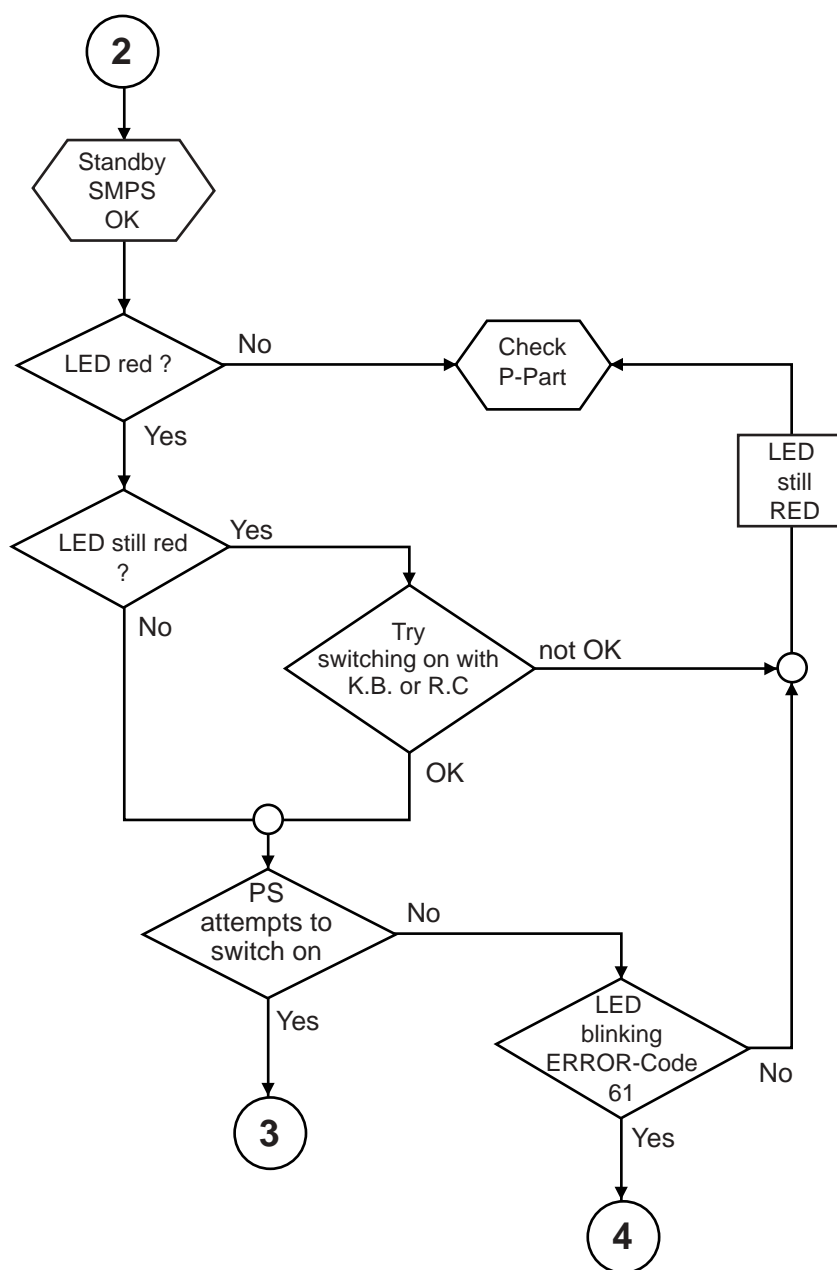 2
Standby
SMPS
OK
LED red ?
No
Check
P-Part
Yes
LED
still
RED
LED still red
?
Yes
No
Try
switching on with
K.B. or R.C
not OK
OK
PS
attempts to
switch on
No
Yes
LED
blinking
ERROR-Code
61
No
Yes
3
4